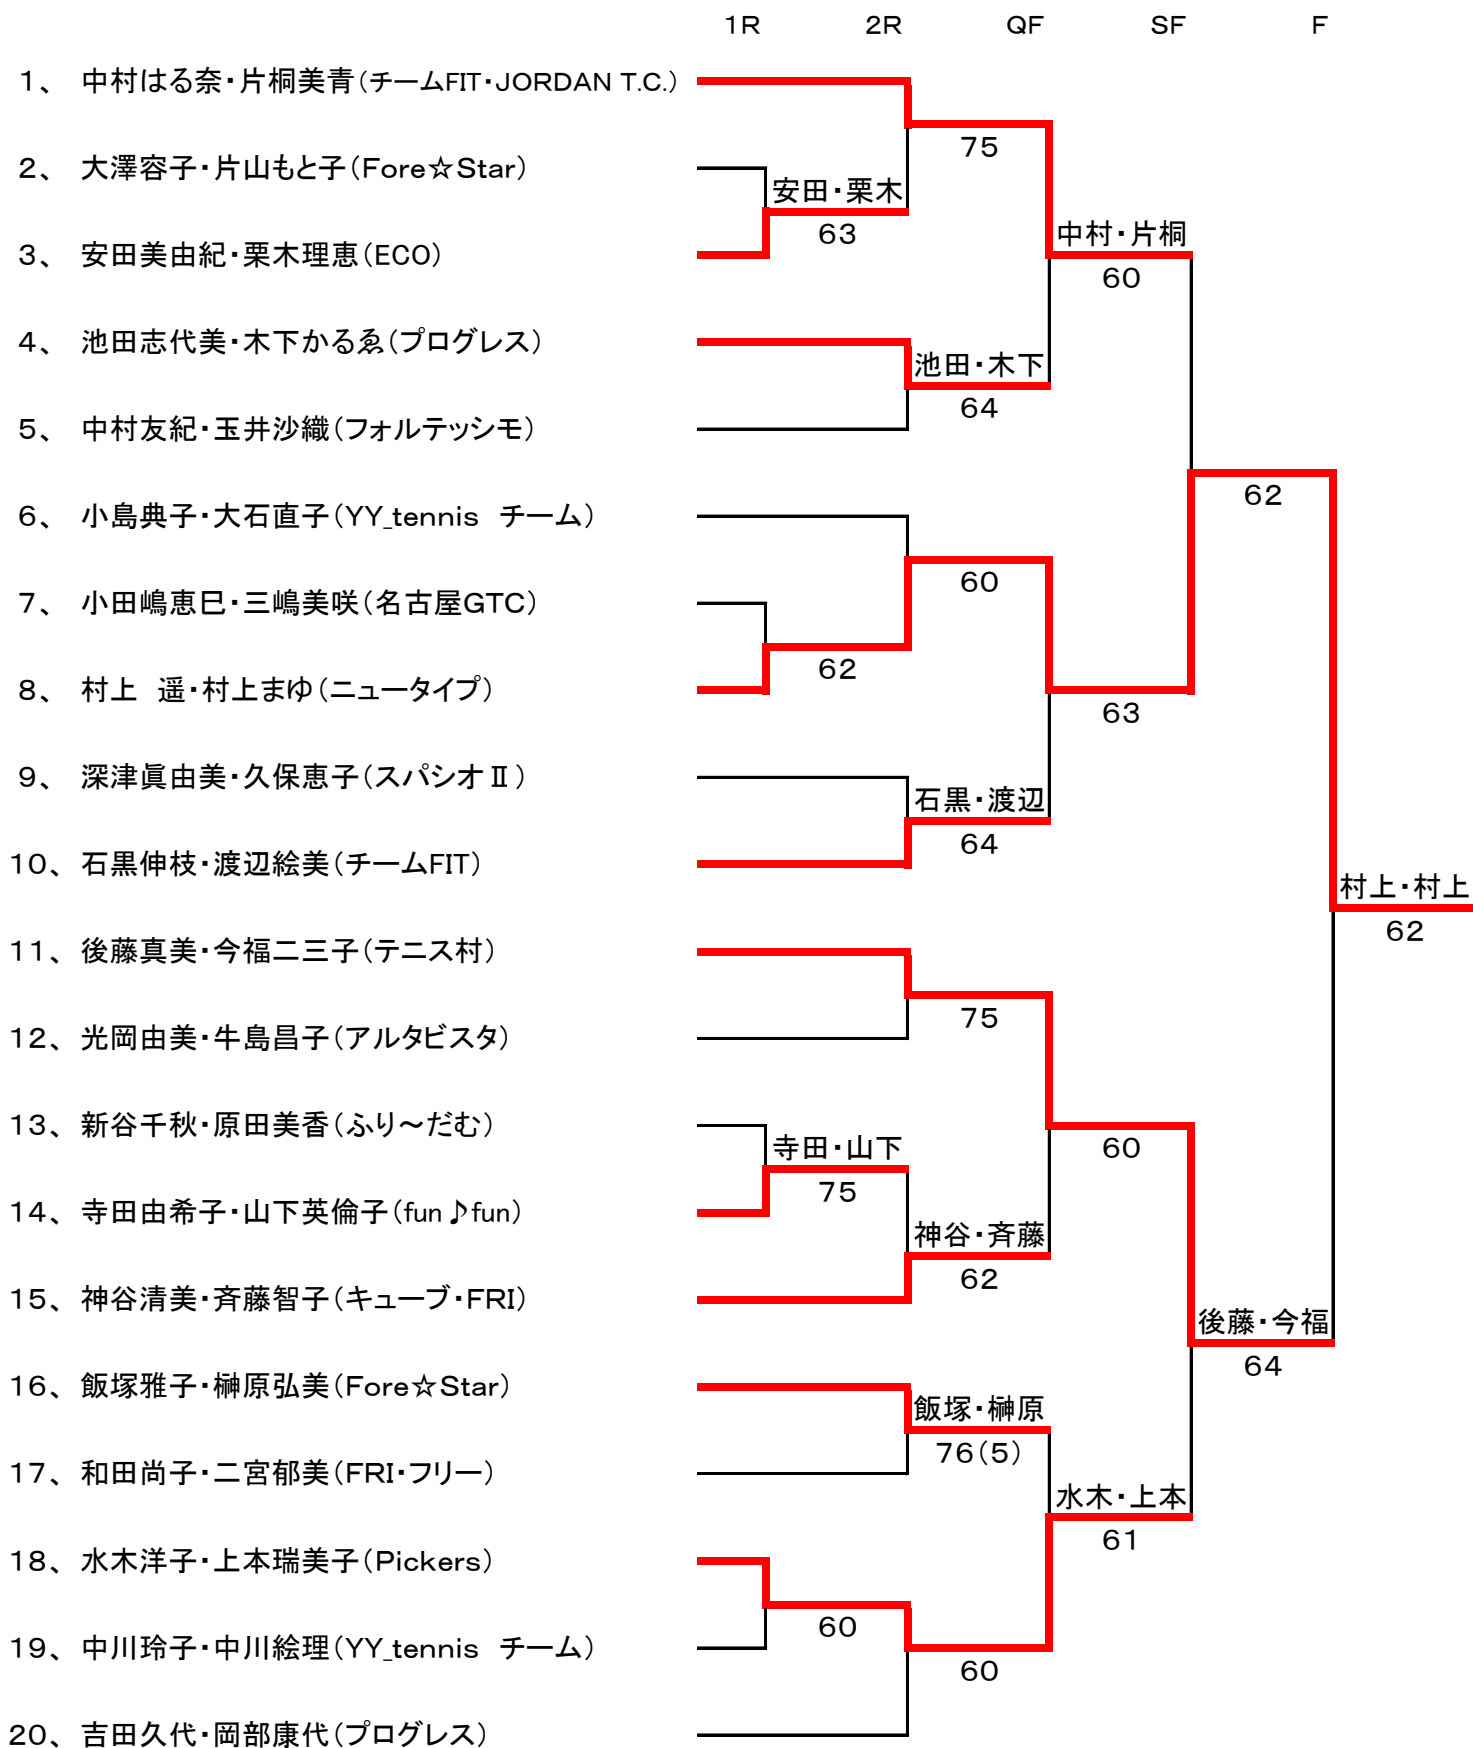 1R 2R QF SF F
1、 中村はる奈・片桐美青(チームFIT・JORDAN T.C.)
75
2、 大澤容子・片山もと子(Fore☆Star)
安田・栗木
63
3、 安田美由紀・栗木理恵(ECO)
中村・片桐
60
4、 池田志代美・木下かるゑ(プログレス)
池田・木下
64
5、 中村友紀・玉井沙織(フォルテッシモ)
62
6、 小島典子・大石直子(YY_tennis チーム)
60
7、 小田嶋恵巳・三嶋美咲(名古屋GTC)
62
8、 村上 遥・村上まゆ(ニュータイプ)
63
9、 深津眞由美・久保恵子(スパシオⅡ)
石黒・渡辺
64
10、 石黒伸枝・渡辺絵美(チームFIT)
村上・村上
62
11、 後藤真美・今福二三子(テニス村)
75
12、 光岡由美・牛島昌子(アルタビスタ)
13、 新谷千秋・原田美香(ふり～だむ)
寺田・山下
60
75
14、 寺田由希子・山下英倫子(fun♪fun)
神谷・斉藤
62
15、 神谷清美・斉藤智子(キューブ・FRI)
後藤・今福
64
16、 飯塚雅子・榊原弘美(Fore☆Star)
飯塚・榊原
76(5)
17、 和田尚子・二宮郁美(FRI・フリー)
水木・上本
61
18、 水木洋子・上本瑞美子(Pickers)
60
19、 中川玲子・中川絵理(YY_tennis チーム)
60
20、 吉田久代・岡部康代(プログレス)